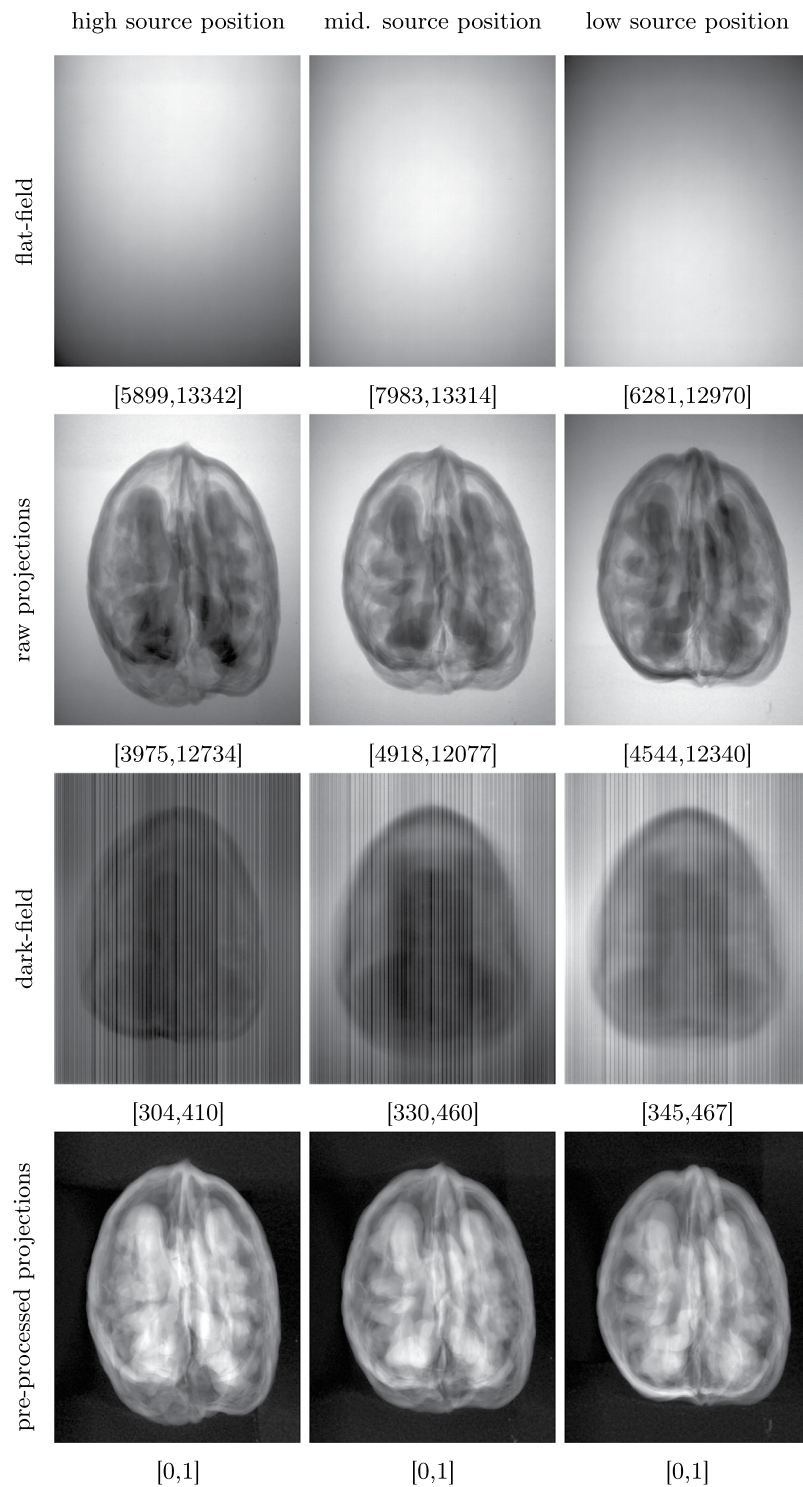 high source position mid. source position low source position
flat-field
[5899,13342] [7983,13314] [6281,12970]
raw projections
[3975,12734] [4918,12077] [4544,12340]
dark-field
[304,410] [330,460] [345,467]
pre-processed projections
[0,1] [0,1] [0,1]